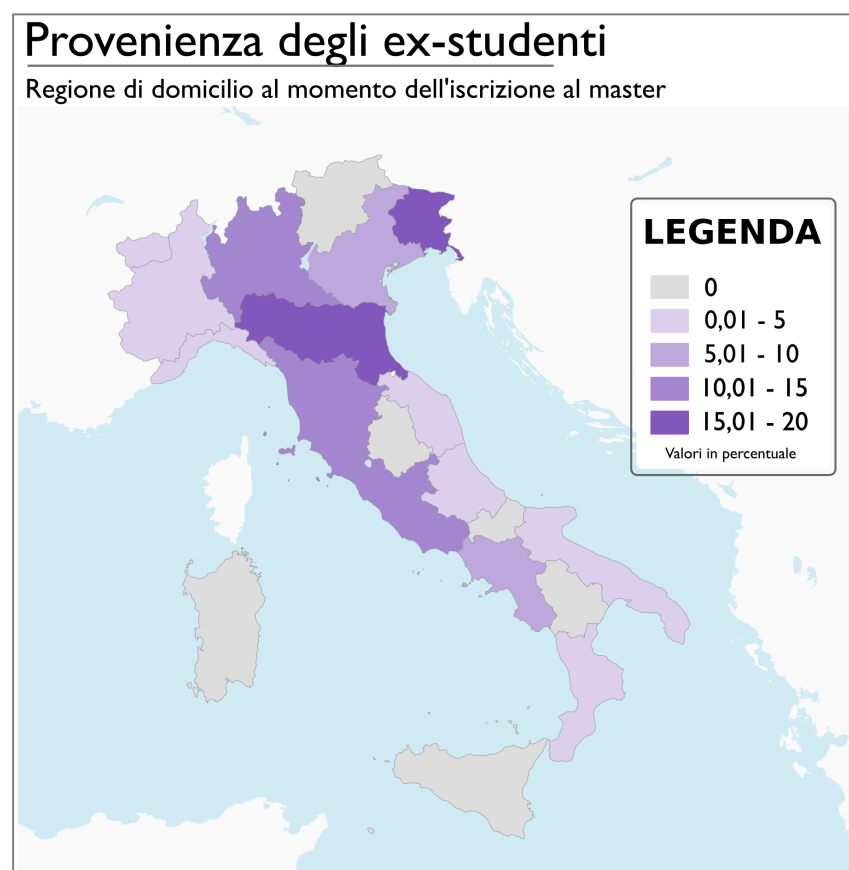 Provenienza degli ex-studenti
Regione di domicilio al momento dell'iscrizione al master
LEGENDA
0
0,01 - 5
5,01 - 10
10,01 - 15
15,01 - 20
Valori in percentuale